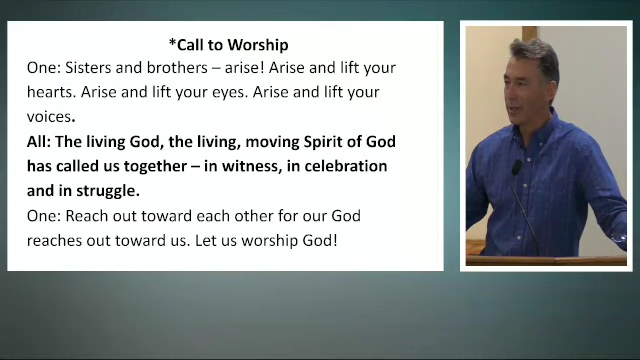 *Call to Worship
One: Sisters and brothers – arise! Arise and lift your
hearts. Arise and lift your eyes. Arise and lift your
voices.
All: The living God, the living, moving Spirit of God
has called us together – in witness, in celebration
and in struggle.
One: Reach out toward each other for our God
reaches out toward us. Let us worship God!